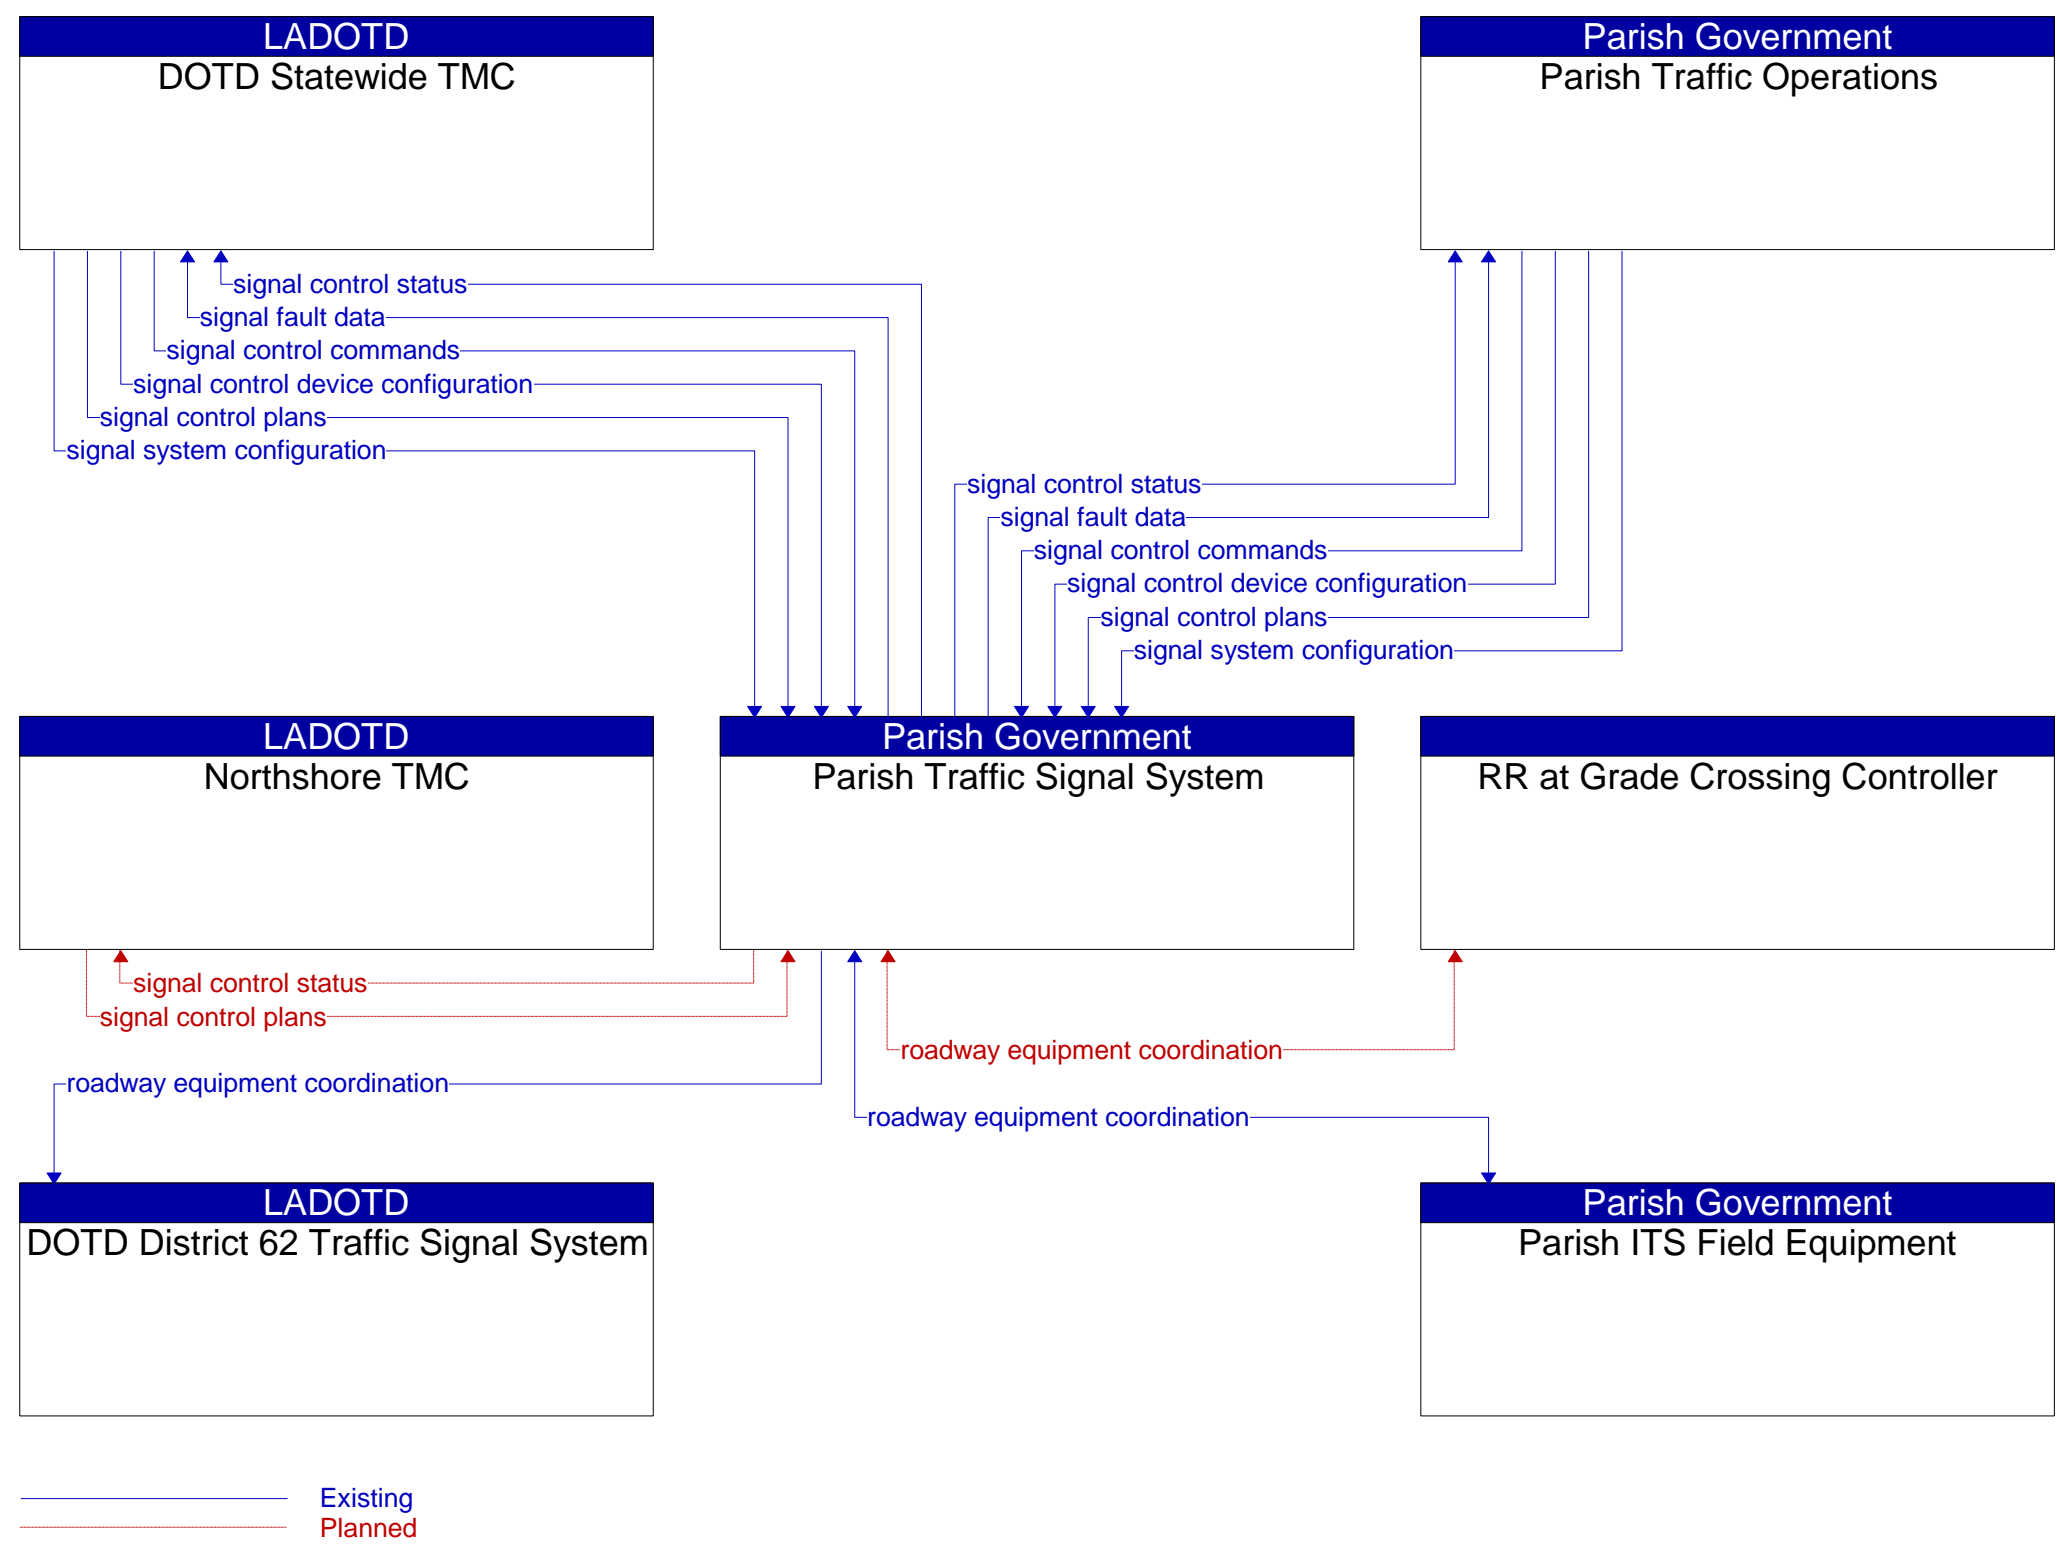 LADOTD
DOTD Statewide TMC
Parish Government
Parish Traffic Operations
signal control status
signal fault data
signal control commands
signal control device configuration
signal control plans
signal system configuration
signal control status
signal fault data
signal control commands
signal control device configuration
signal control plans
signal system configuration
LADOTD
Northshore TMC
Parish Government
Parish Traffic Signal System
RR at Grade Crossing Controller
signal control status
signal control plans
roadway equipment coordination
roadway equipment coordination
roadway equipment coordination
LADOTD
DOTD District 62 Traffic Signal System
Parish Government
Parish ITS Field Equipment
Existing
Planned